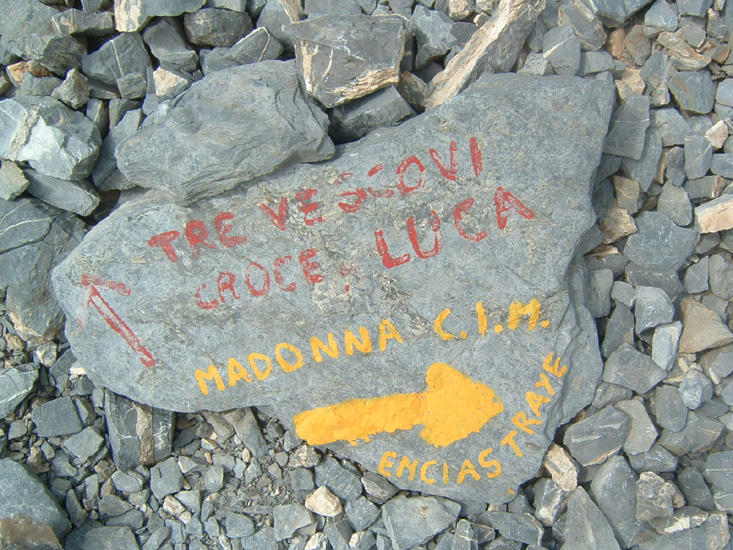 TRE VESCOVI
CROCE: LUCA
MADONNA C.I.M.
ENCIASTRAYE